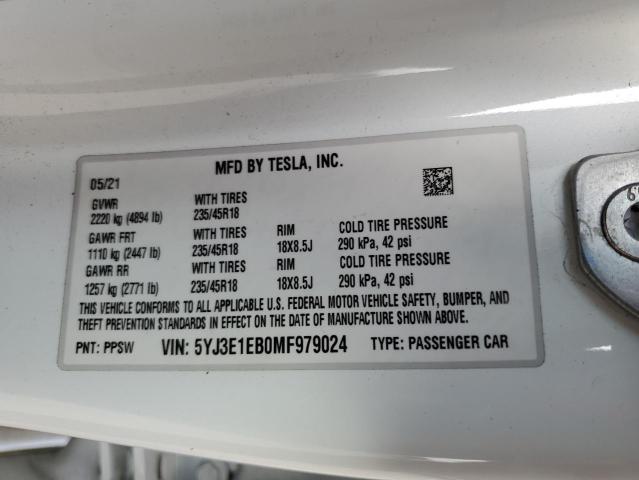 MFD BY TESLA, INC.
05/21
GVWR WITH TIRES
2220 kg (4894 lb) 235/45R18
GAWR FRT WITH TIRES RIM COLD TIRE PRESSURE
1110 kg (2447 lb) 235/45R18 18X8.5J 290 kPa, 42 psi
GAWR RR WITH TIRES RIM COLD TIRE PRESSURE
1257 kg (2771 lb) 235/45R18 18X8.5J 290 kPa, 42 psi
THIS VEHICLE CONFORMS TO ALL APPLICABLE U.S. FEDERAL MOTOR VEHICLE SAFETY, BUMPER, AND
THEFT PREVENTION STANDARDS IN EFFECT ON THE DATE OF MANUFACTURE SHOWN ABOVE.
PNT: PPSW VIN: 5YJ3E1EB0MF979024 TYPE: PASSENGER CAR